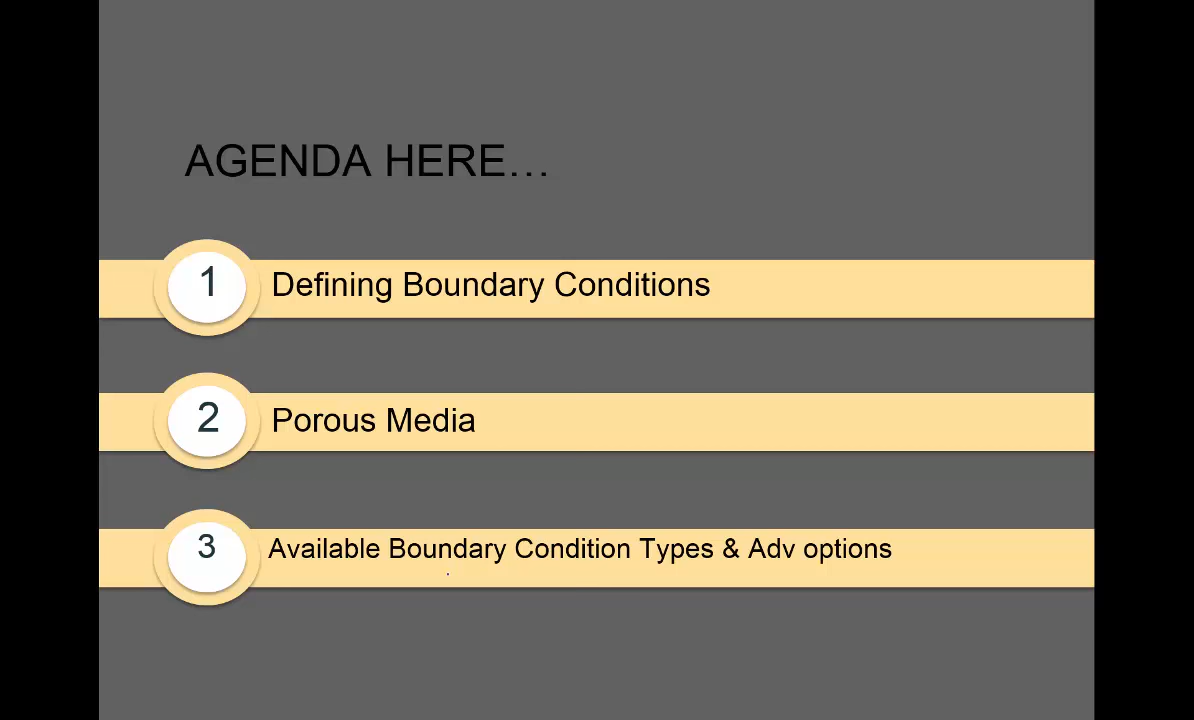 AGENDA HERE…
1 Defining Boundary Conditions
2 Porous Media
3 Available Boundary Condition Types & Adv options